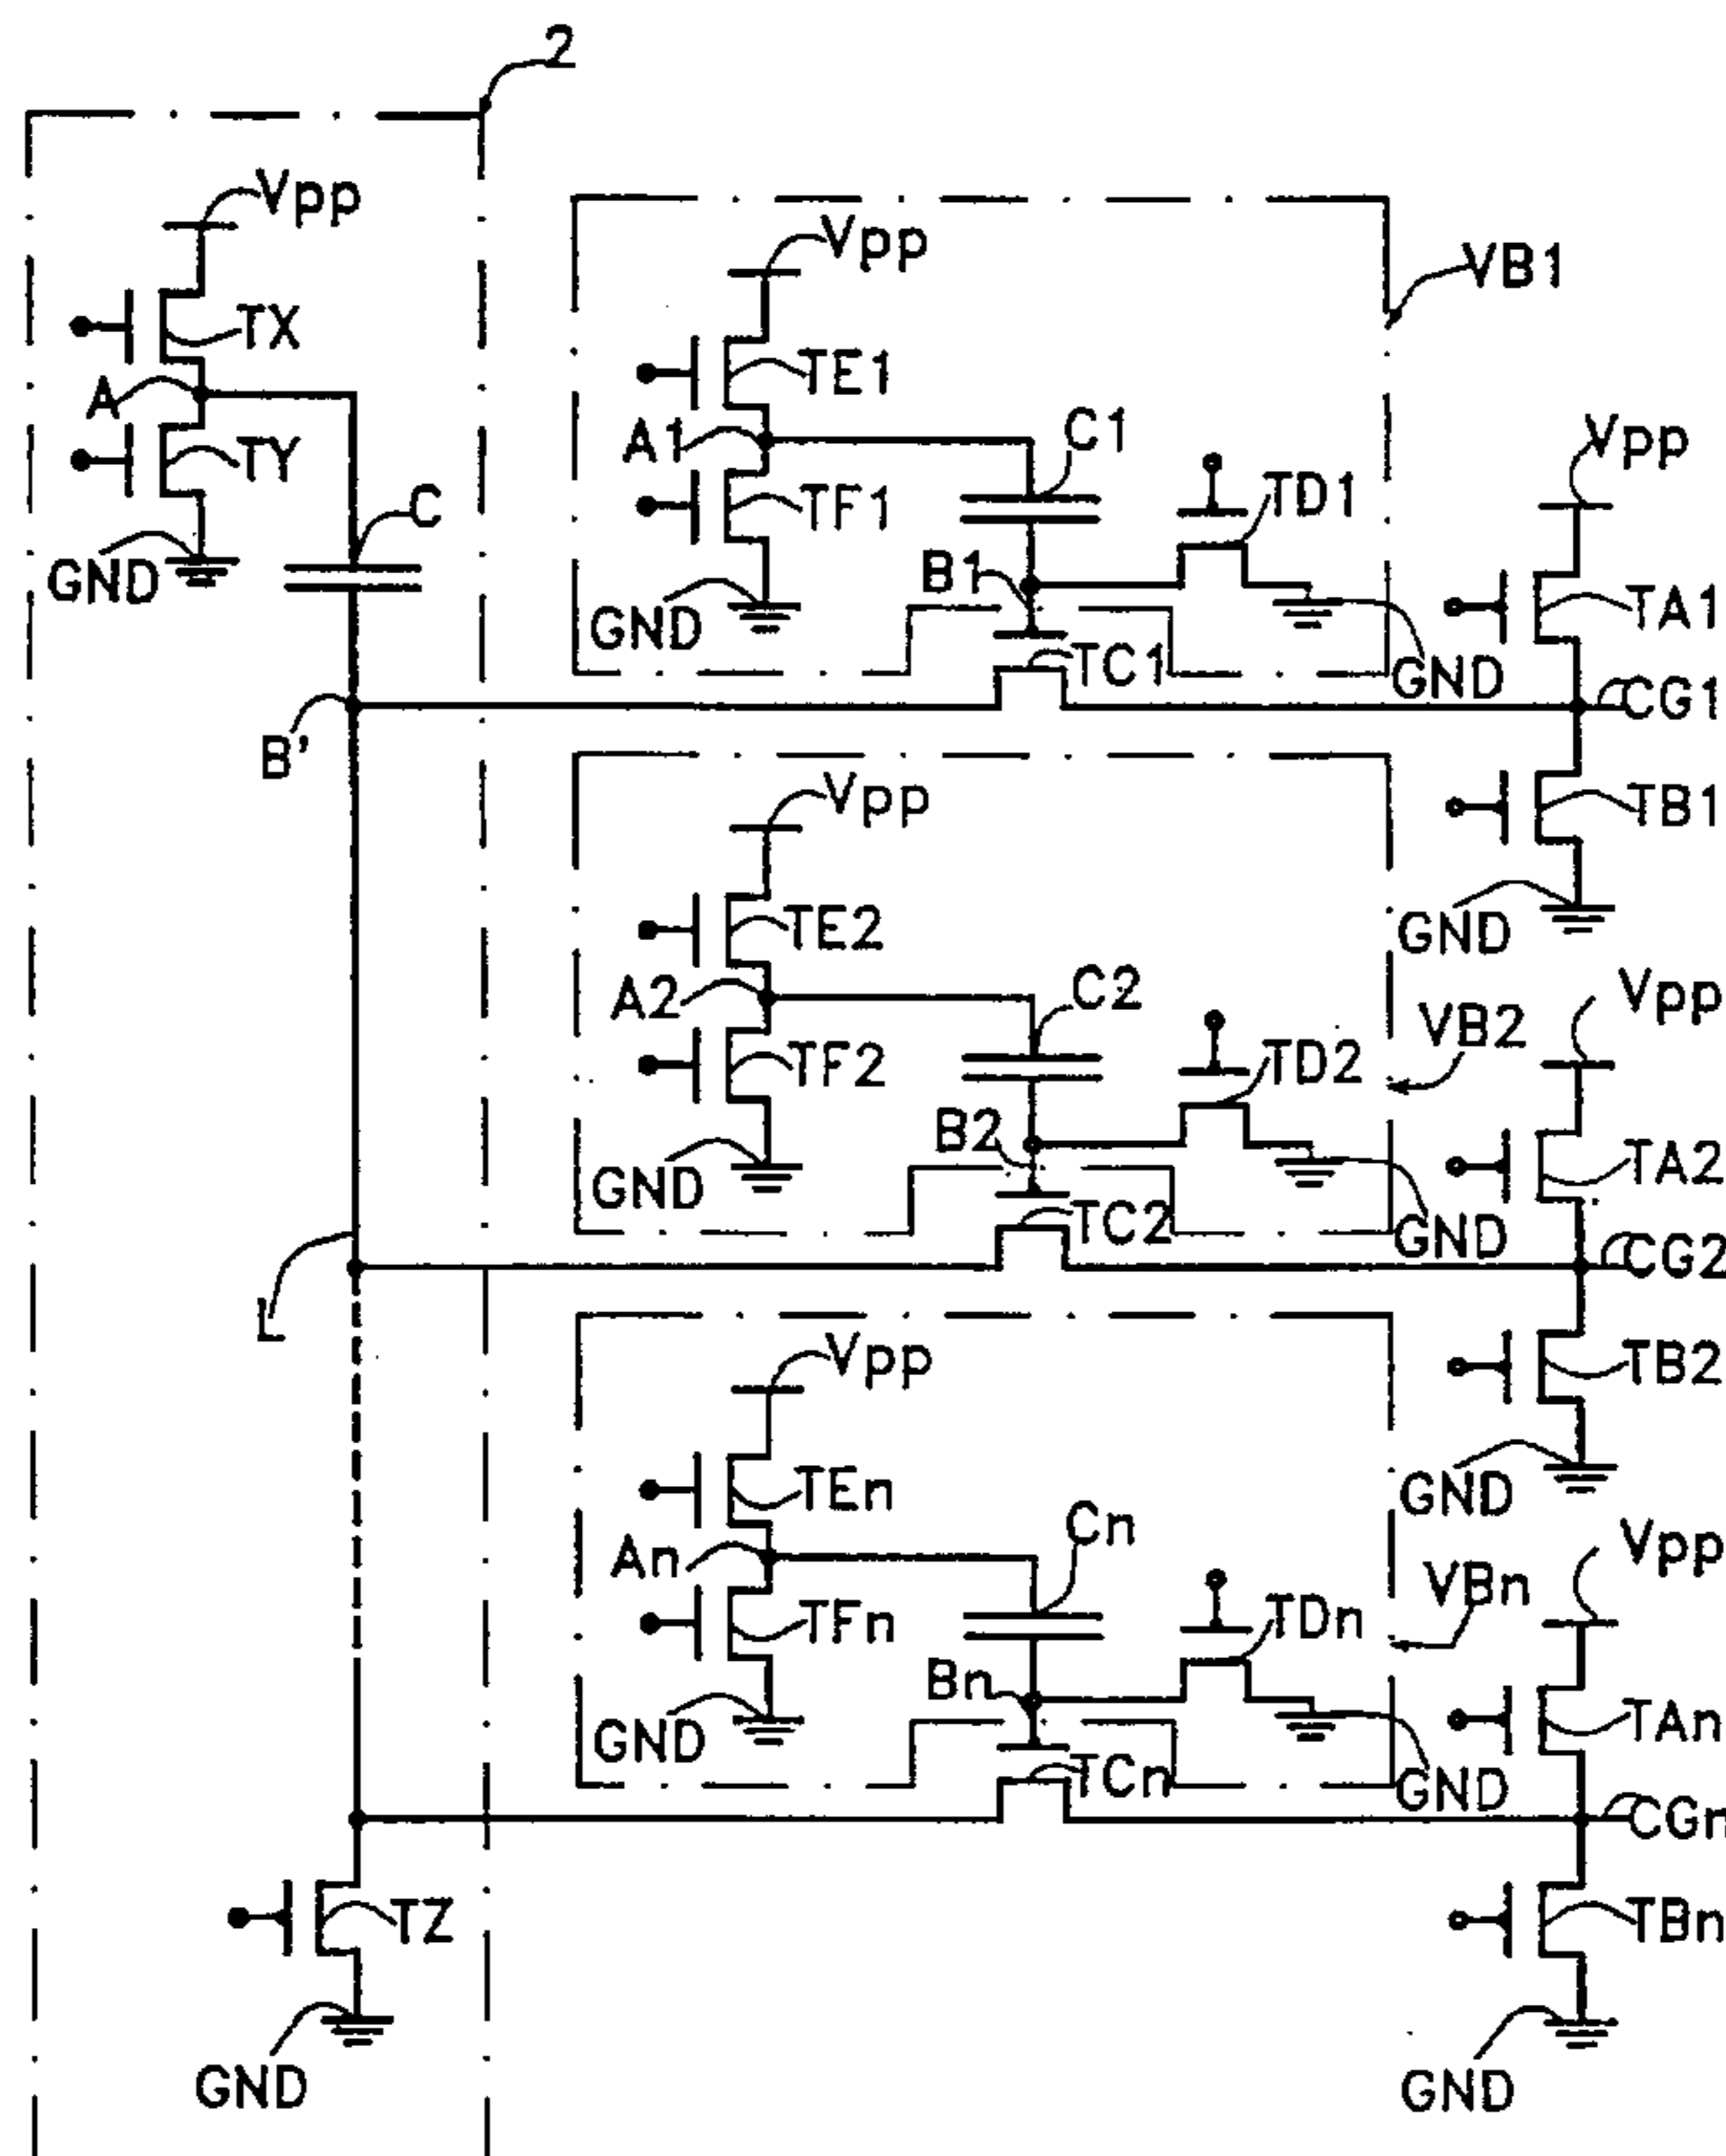 2
Vpp
TX
A
TY
GND
C
B'
L
TZ
GND
VB1
Vpp
TE1
A1
TF1
GND
C1
TD1
B1
TC1
GND
Vpp
TA1
CG1
TB1
GND
VB2
Vpp
TE2
A2
TF2
GND
C2
TD2
B2
TC2
GND
Vpp
TA2
CG2
TB2
GND
VBn
Vpp
TEn
An
TFn
GND
Cn
TDn
Bn
TCn
GND
Vpp
TAn
CGn
TBn
GND